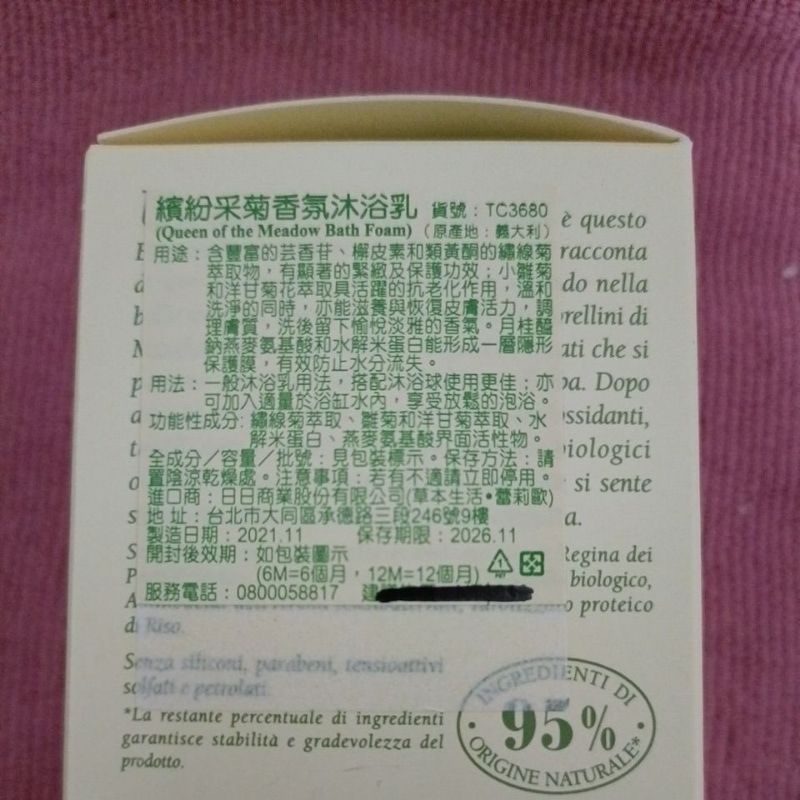 繽紛采菊香氛沐浴乳 貨號：TC3680
(Queen of the Meadow Bath Foam)（原產地：義大利）
用途：含豐富的芸香苷、槲皮素和類黃酮的繡線菊
萃取物，有顯著的緊緻及保護功效；小雛菊
和洋甘菊花萃取具活躍的抗老化作用，溫和
洗淨的同時，亦能滋養與恢復皮膚活力，調
理膚質，洗後留下愉悅淡雅的香氣。月桂醯
鈉燕麥氨基酸和水解米蛋白能形成一層隱形
保護膜，有效防止水分流失。
用法：一般沐浴乳用法，搭配沐浴球使用更佳；亦
可加入適量於浴缸水內，享受放鬆的泡浴。
功能性成分: 繡線菊萃取、雛菊和洋甘菊萃取、水
解米蛋白、燕麥氨基酸界面活性物。
全成分／容量／批號：見包裝標示。保存方法：請
置陰涼乾燥處。注意事項：若有不適請立即停用。
進口商：日日商業股份有限公司(草本生活•蕾莉歐)
地 址：台北市大同區承德路三段246號9樓
製造日期：2021.11 保存期限：2026.11
開封後效期：如包裝圖示
(6M=6個月，12M=12個月)
服務電話：0800058817 建
è questo
racconta
do nella
rellini di
ati che si
pa. Dopo
ossidanti,
biologici
si sente
a.
Regina dei
biologico,
proteico
di Riso.
Senza siliconi, parabeni, tensioattivi
solfati e petrolati.
*La restante percentuale di ingredienti
garantisce stabilità e gradevolezza del
prodotto.
INGREDIENTI DI
95%
ORIGINE NATURALE*